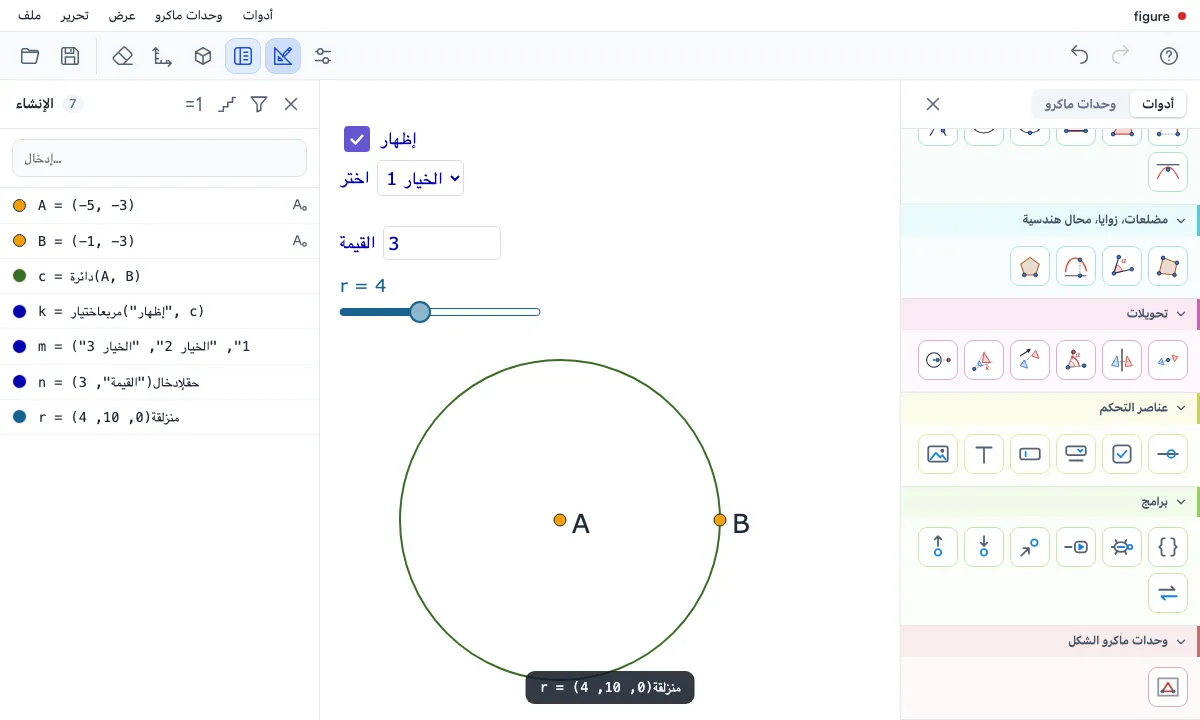 ملف تحرير عرض وحدات ماكرو أدوات
figure
الإنشاء 7
=1
أدوات وحدات ماكرو
إدخال...
A = (−5, −3)
B = (−1, −3)
c = دائرة(A, B)
k = مربعاختيار("إظهار", c)
m = ("الخيار 3" ,"الخيار 2" ,"1
n = حقلإدخال("القيمة", 3)
r = منزلقة(0, 10, 4)
إظهار
اختر الخيار 1
القيمة 3
r = 4
A
B
r = منزلقة(0, 10, 4)
مضلعات، زوايا، محال هندسية
تحويلات
عناصر التحكم
برامج
وحدات ماكرو الشكل